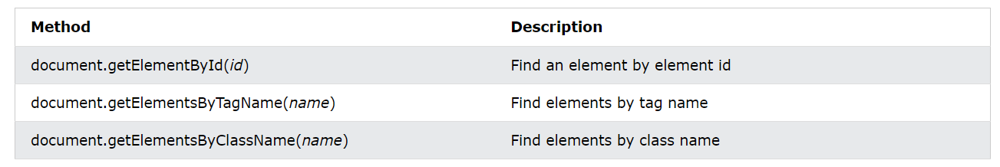 Method Description
document.getElementById(id) Find an element by element id
document.getElementsByTagName(name) Find elements by tag name
document.getElementsByClassName(name) Find elements by class name